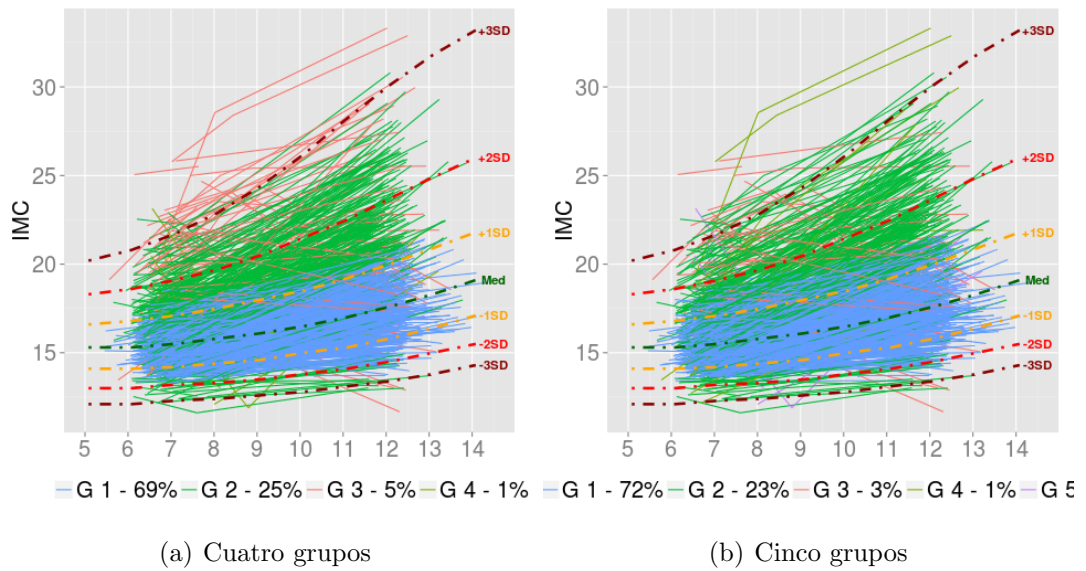 +3SD
30
+2SD
25
IMC
+1SD
20
Med
-1SD
15
-2SD
-3SD
5 6 7 8 9 10 11 12 13 14
G 1 - 69% G 2 - 25% G 3 - 5% G 4 - 1%
(a) Cuatro grupos
+3SD
30
+2SD
25
IMC
+1SD
20
Med
-1SD
15
-2SD
-3SD
5 6 7 8 9 10 11 12 13 14
G 1 - 72% G 2 - 23% G 3 - 3% G 4 - 1% G 5
(b) Cinco grupos